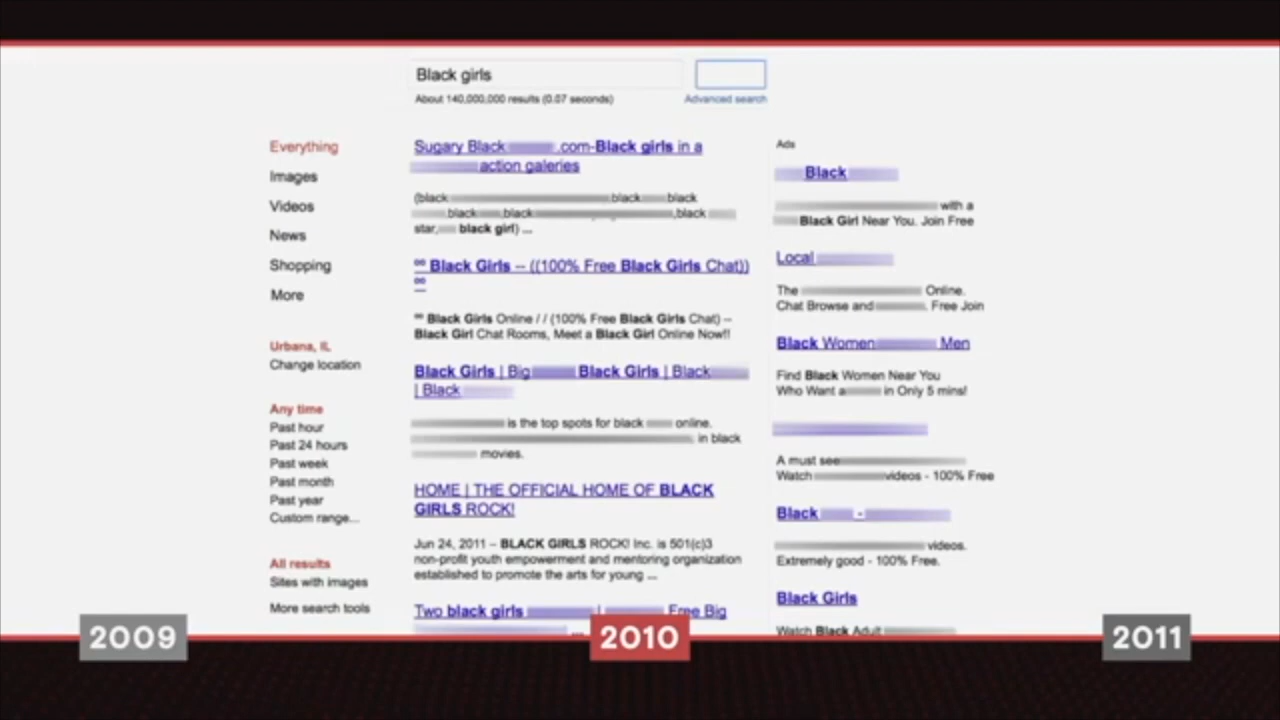 Black girls
About 140,000,000 results (0.07 seconds)
Advanced search
Everything
Images
Videos
News
Shopping
More
Urbana, IL
Change location
Any time
Past hour
Past 24 hours
Past week
Past month
Past year
Custom range...
All results
Sites with images
More search tools
Sugary Black .com-Black girls in a
action galeries
(black black black
black black ,black
star, black girl) ...
°° Black Girls -- ((100% Free Black Girls Chat))
°°
°° Black Girls Online / / (100% Free Black Girls Chat) --
Black Girl Chat Rooms, Meet a Black Girl Online Now!!
Black Girls | Big Black Girls | Black
| Black
is the top spots for black online.
in black
movies.
HOME | THE OFFICIAL HOME OF BLACK
GIRLS ROCK!
Jun 24, 2011 – BLACK GIRLS ROCK! Inc. is 501(c)3
non-profit youth empowerment and mentoring organization
established to promote the arts for young ...
Two black girls | Free Big
...
Ads
Black
with a
Black Girl Near You. Join Free
Local
The Online.
Chat Browse and . Free Join
Black Women Men
Find Black Women Near You
Who Want a in Only 5 mins!
A must see
Watch videos - 100% Free
Black -
videos.
Extremely good - 100% Free.
Black Girls
Watch Black Adult
2009
2010
2011